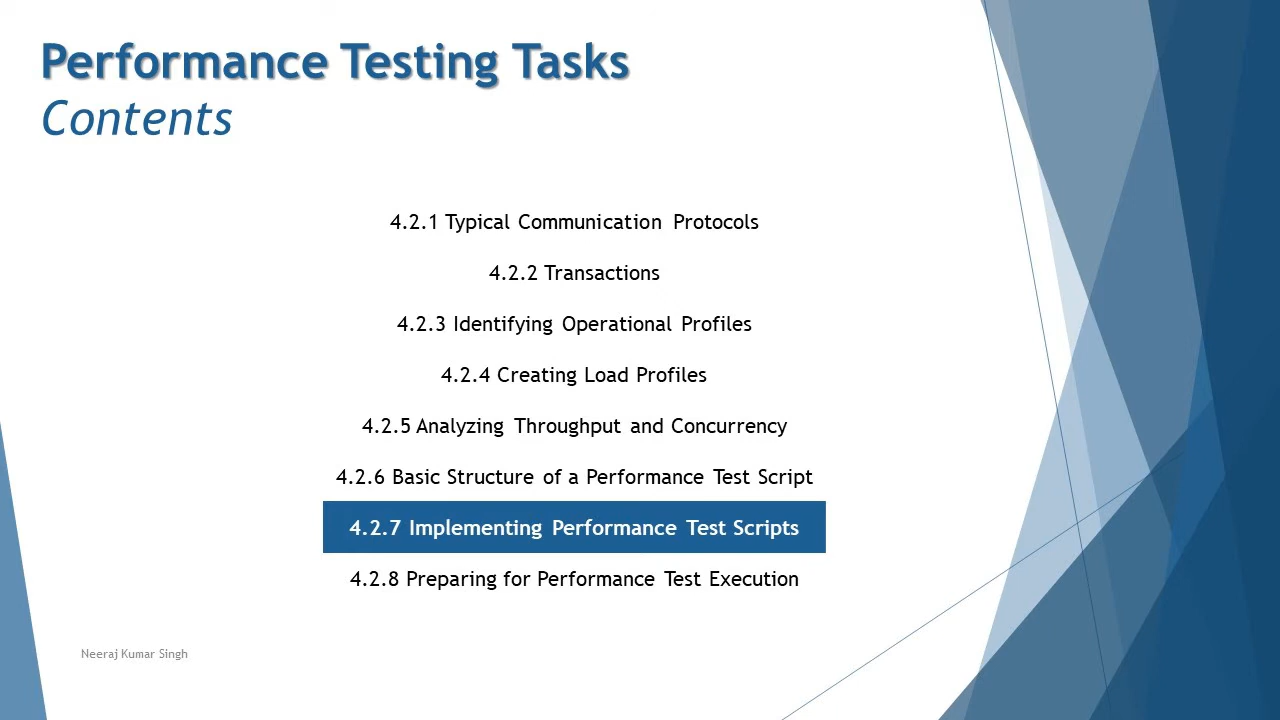 Performance Testing Tasks
Contents
4.2.1 Typical Communication Protocols
4.2.2 Transactions
4.2.3 Identifying Operational Profiles
4.2.4 Creating Load Profiles
4.2.5 Analyzing Throughput and Concurrency
4.2.6 Basic Structure of a Performance Test Script
4.2.7 Implementing Performance Test Scripts
4.2.8 Preparing for Performance Test Execution
Neeraj Kumar Singh